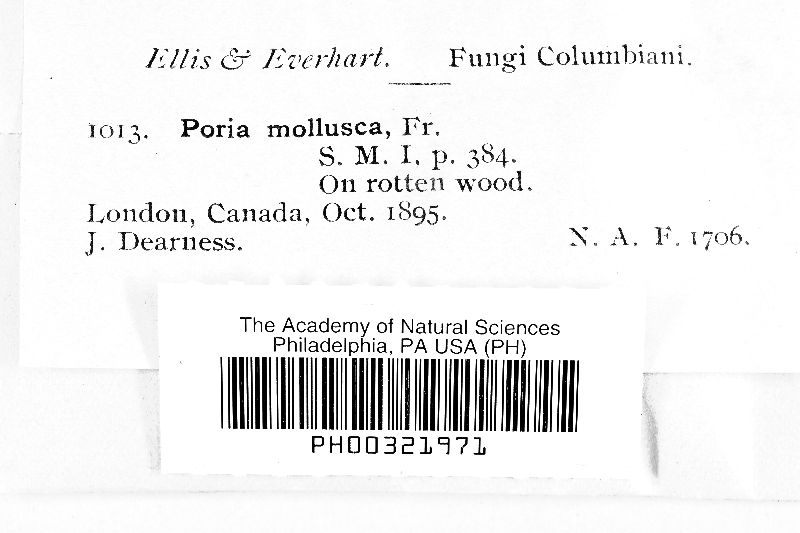 Ellis & Everhart. Fungi Columbiani.
1013. Poria mollusca, Fr.
S. M. I, p. 384.
On rotten wood.
London, Canada, Oct. 1895.
J. Dearness. N. A. F. 1706.
The Academy of Natural Sciences
Philadelphia, PA USA (PH)
PH00321971